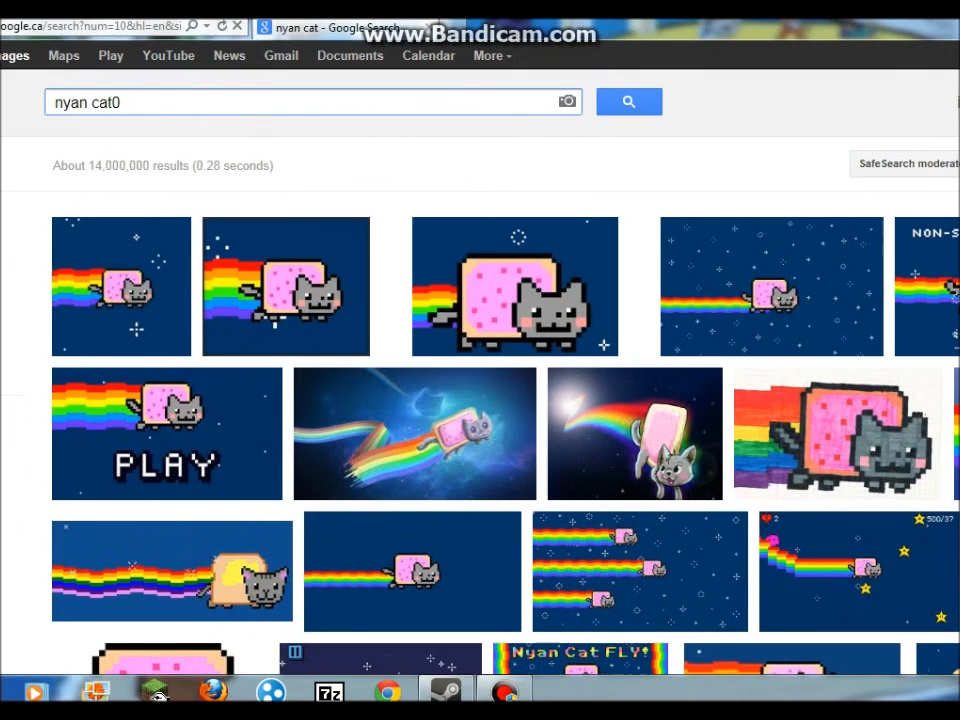 oogle.ca/search?num=10&hl=en&si
nyan cat - Google Search
www.Bandicam.com
ages Maps Play YouTube News Gmail Documents Calendar More
nyan cat0
About 14,000,000 results (0.28 seconds)
SafeSearch moderat
NON-S
PLAY
2
500/37
Nyan Cat FLY!
7z